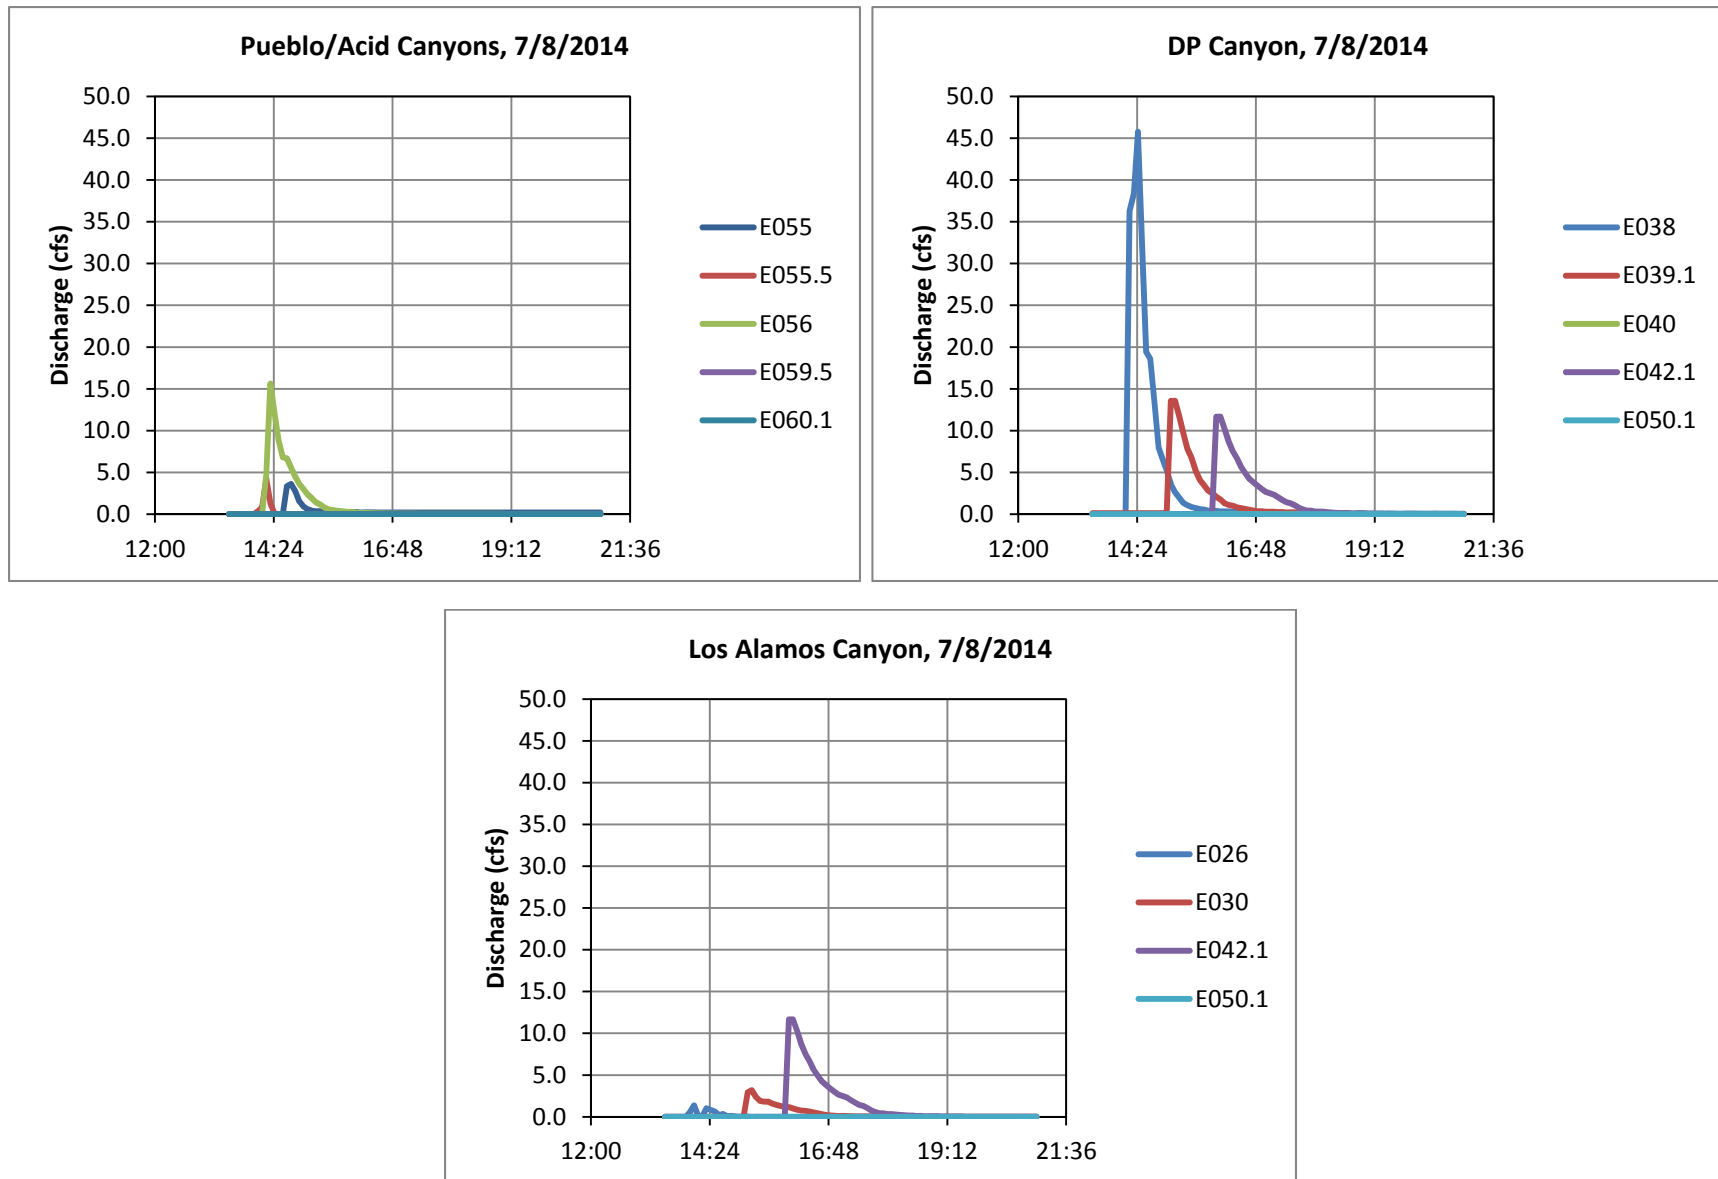 Pueblo/Acid Canyons, 7/8/2014
50.0
45.0
40.0
35.0
30.0
25.0
20.0
15.0
10.0
5.0
0.0
Discharge (cfs)
12:00
14:24
16:48
19:12
21:36
E055
E055.5
E056
E059.5
E060.1
DP Canyon, 7/8/2014
50.0
45.0
40.0
35.0
30.0
25.0
20.0
15.0
10.0
5.0
0.0
Discharge (cfs)
12:00
14:24
16:48
19:12
21:36
E038
E039.1
E040
E042.1
E050.1
Los Alamos Canyon, 7/8/2014
50.0
45.0
40.0
35.0
30.0
25.0
20.0
15.0
10.0
5.0
0.0
Discharge (cfs)
12:00
14:24
16:48
19:12
21:36
E026
E030
E042.1
E050.1